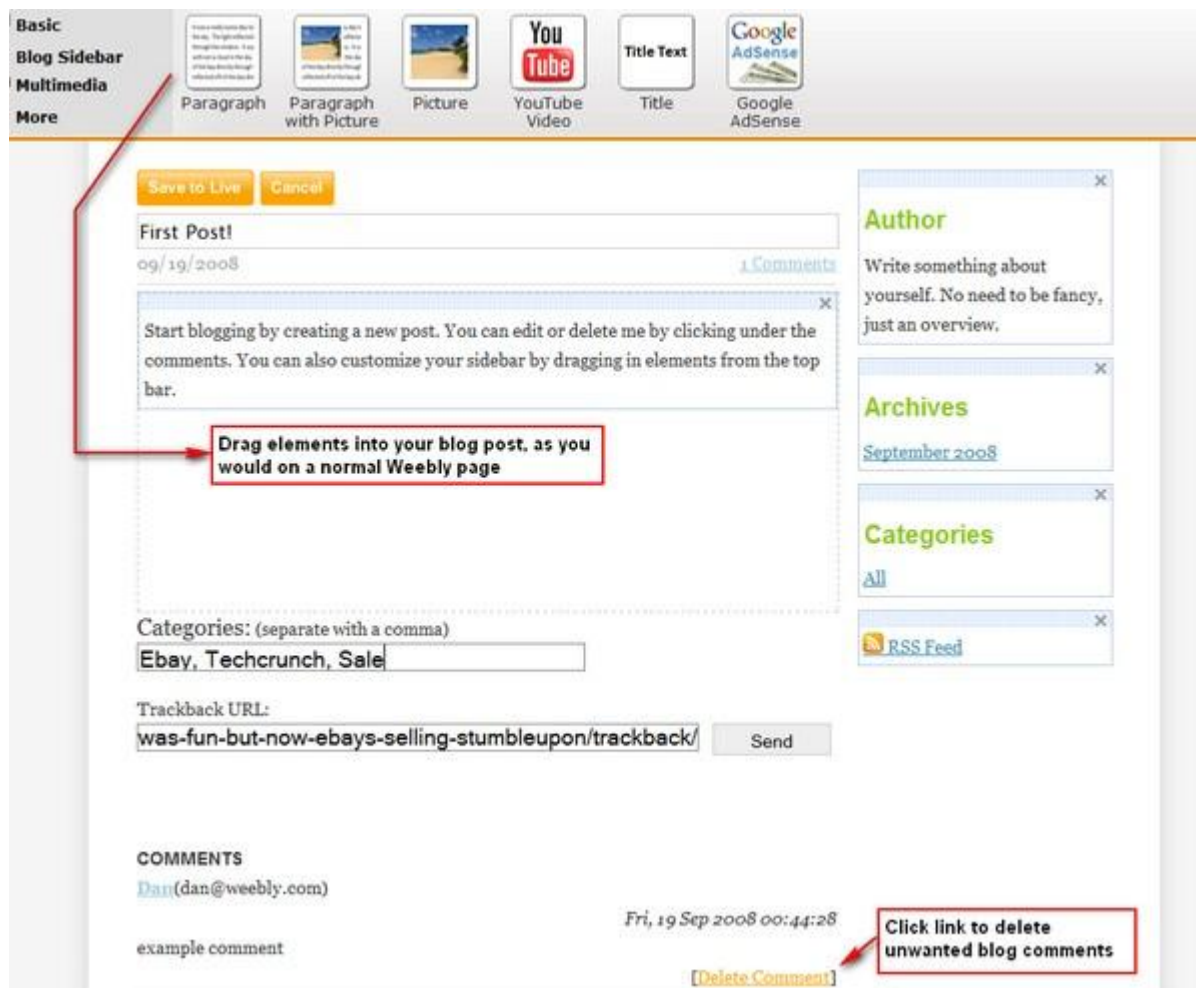 Basic
Blog Sidebar
Multimedia
More
Paragraph
Paragraph
with Picture
Picture
You
Tube
YouTube
Video
Title Text
Title
Google
AdSense
Google
AdSense
Save to Live
Cancel
First Post!
09/19/2008
1 Comments
Start blogging by creating a new post. You can edit or delete me by clicking under the
comments. You can also customize your sidebar by dragging in elements from the top
bar.
Drag elements into your blog post, as you
would on a normal Weebly page
Categories: (separate with a comma)
Ebay, Techcrunch, Sale
Trackback URL:
was-fun-but-now-ebays-selling-stumbleupon/trackback/
Send
COMMENTS
Dan(dan@weebly.com)
Fri, 19 Sep 2008 00:44:28
example comment
[Delete Comment]
Click link to delete
unwanted blog comments
Author
Write something about
yourself. No need to be fancy,
just an overview.
Archives
September 2008
Categories
All
RSS Feed